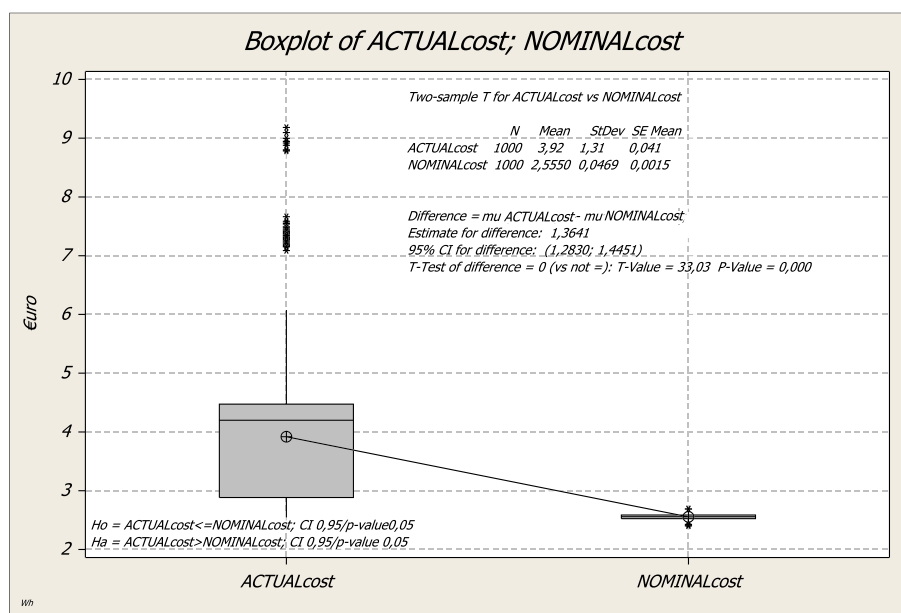 Boxplot of ACTUALcost; NOMINALcost
Two-sample T for ACTUALcost vs NOMINALcost
N Mean StDev SE Mean
ACTUALcost 1000 3,92 1,31 0,041
NOMINALcost 1000 2,5550 0,0469 0,0015
Difference = mu ACTUALcost - mu NOMINALcost
Estimate for difference: 1,3641
95% CI for difference: (1,2830; 1,4451)
T-Test of difference = 0 (vs not =): T-Value = 33,03 P-Value = 0,000
10
9
8
7
6
5
4
3
2
€uro
Ho = ACTUALcost<=NOMINALcost; CI 0,95/p-value0,05
Ha = ACTUALcost>NOMINALcost; CI 0,95/p-value 0,05
ACTUALcost NOMINALcost
Wh